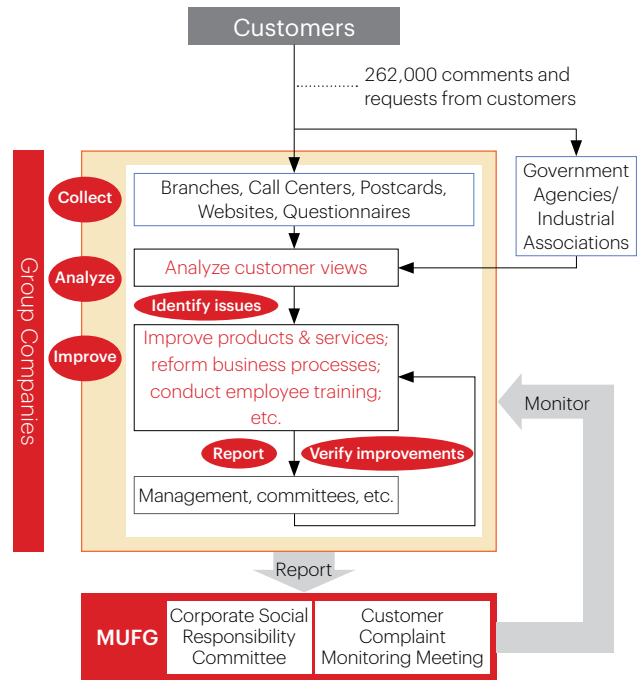 Customers
262,000 comments and
requests from customers
Group Companies
Collect
Branches, Call Centers, Postcards,
Websites, Questionnaires
Government
Agencies/
Industrial
Associations
Analyze
Analyze customer views
Identify issues
Improve
Improve products & services;
reform business processes;
conduct employee training;
etc.
Monitor
Report
Verify improvements
Management, committees, etc.
Report
MUFG
Corporate Social
Responsibility
Committee
Customer
Complaint
Monitoring Meeting